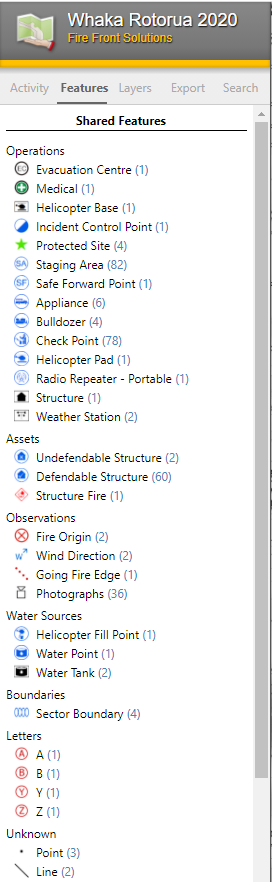 Whaka Rotorua 2020
Fire Front Solutions
Activity Features Layers Export Search
Shared Features
Operations
EC Evacuation Centre (1)
Medical (1)
Helicopter Base (1)
Incident Control Point (1)
Protected Site (4)
SA Staging Area (82)
SF Safe Forward Point (1)
Appliance (6)
Bulldozer (4)
Check Point (78)
Helicopter Pad (1)
Radio Repeater - Portable (1)
Structure (1)
Weather Station (2)
Assets
Undefendable Structure (2)
Defendable Structure (60)
Structure Fire (1)
Observations
Fire Origin (2)
W Wind Direction (2)
Going Fire Edge (1)
Photographs (36)
Water Sources
Helicopter Fill Point (1)
Water Point (1)
Water Tank (2)
Boundaries
Sector Boundary (4)
Letters
A A (1)
B B (1)
Y Y (1)
Z Z (1)
Unknown
Point (3)
Line (2)